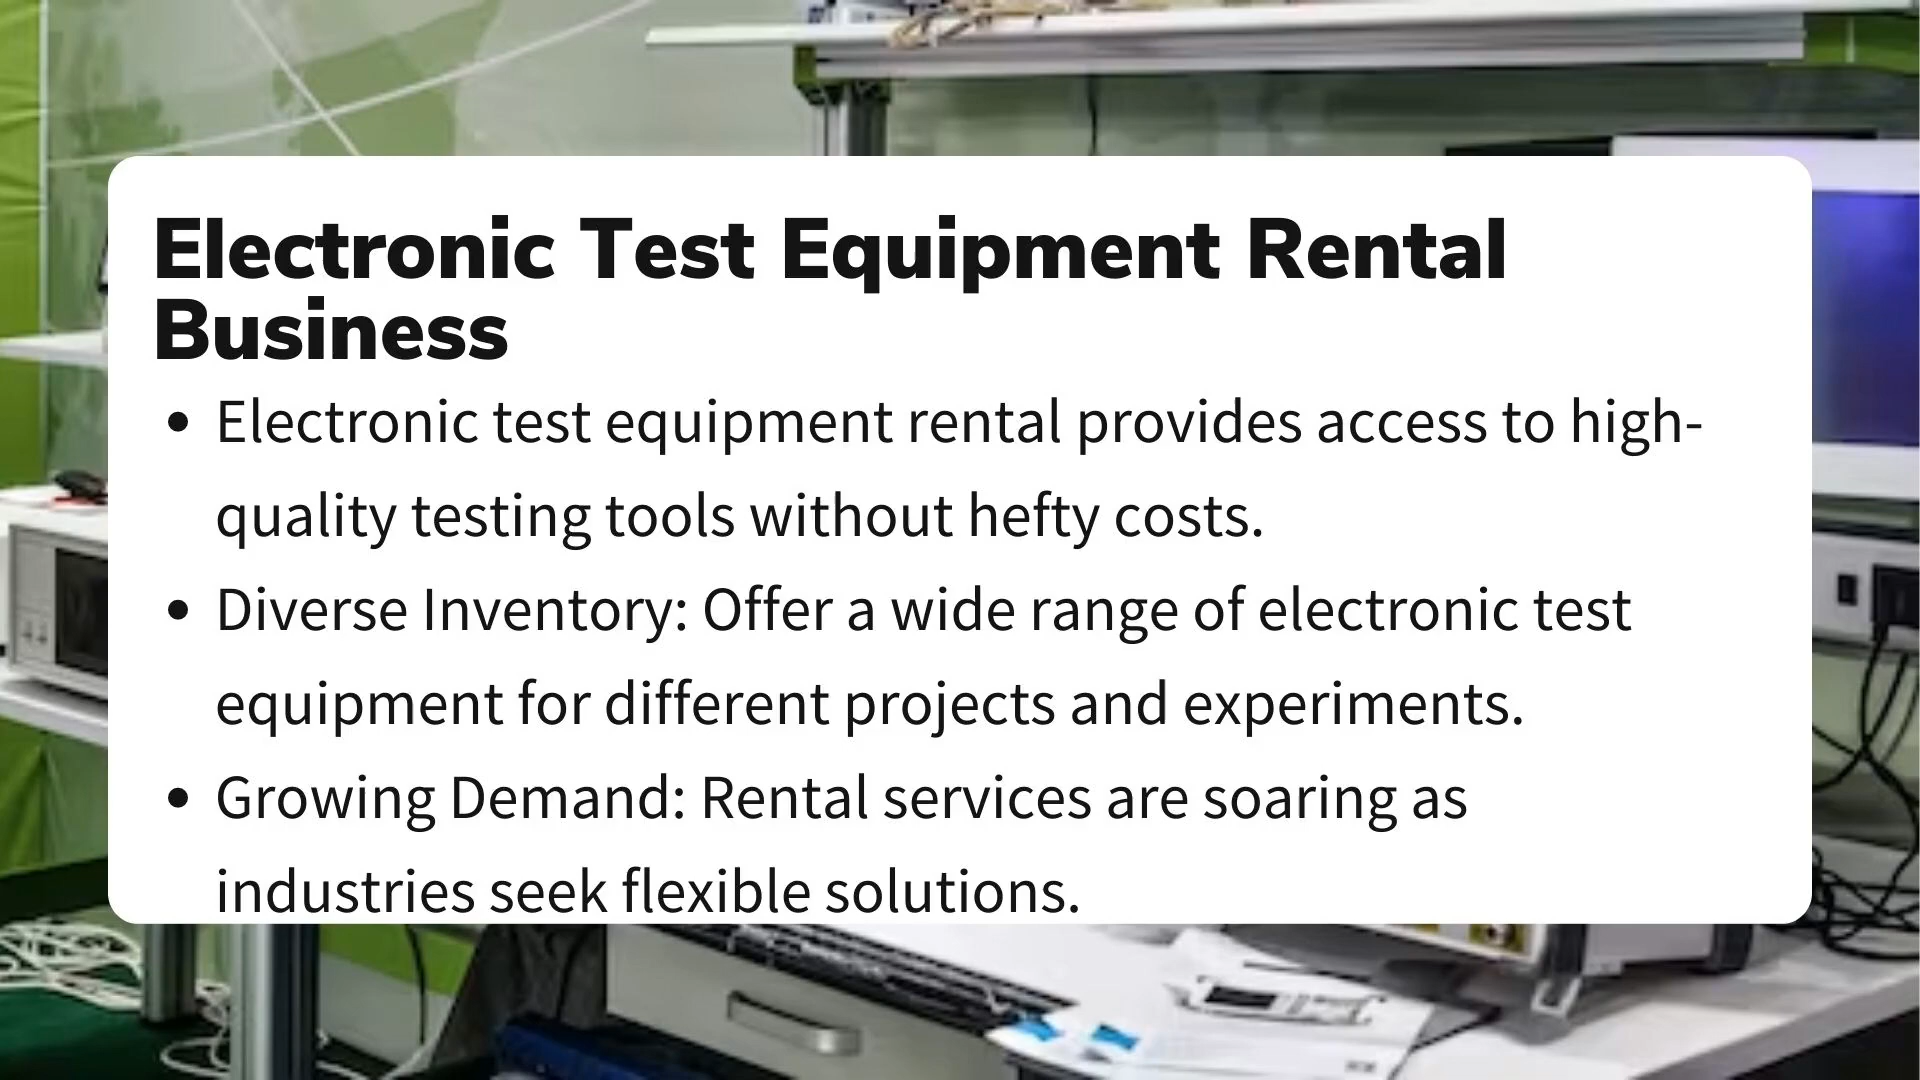 Electronic Test Equipment Rental
Business
• Electronic test equipment rental provides access to high-
quality testing tools without hefty costs.
• Diverse Inventory: Offer a wide range of electronic test
equipment for different projects and experiments.
• Growing Demand: Rental services are soaring as
industries seek flexible solutions.